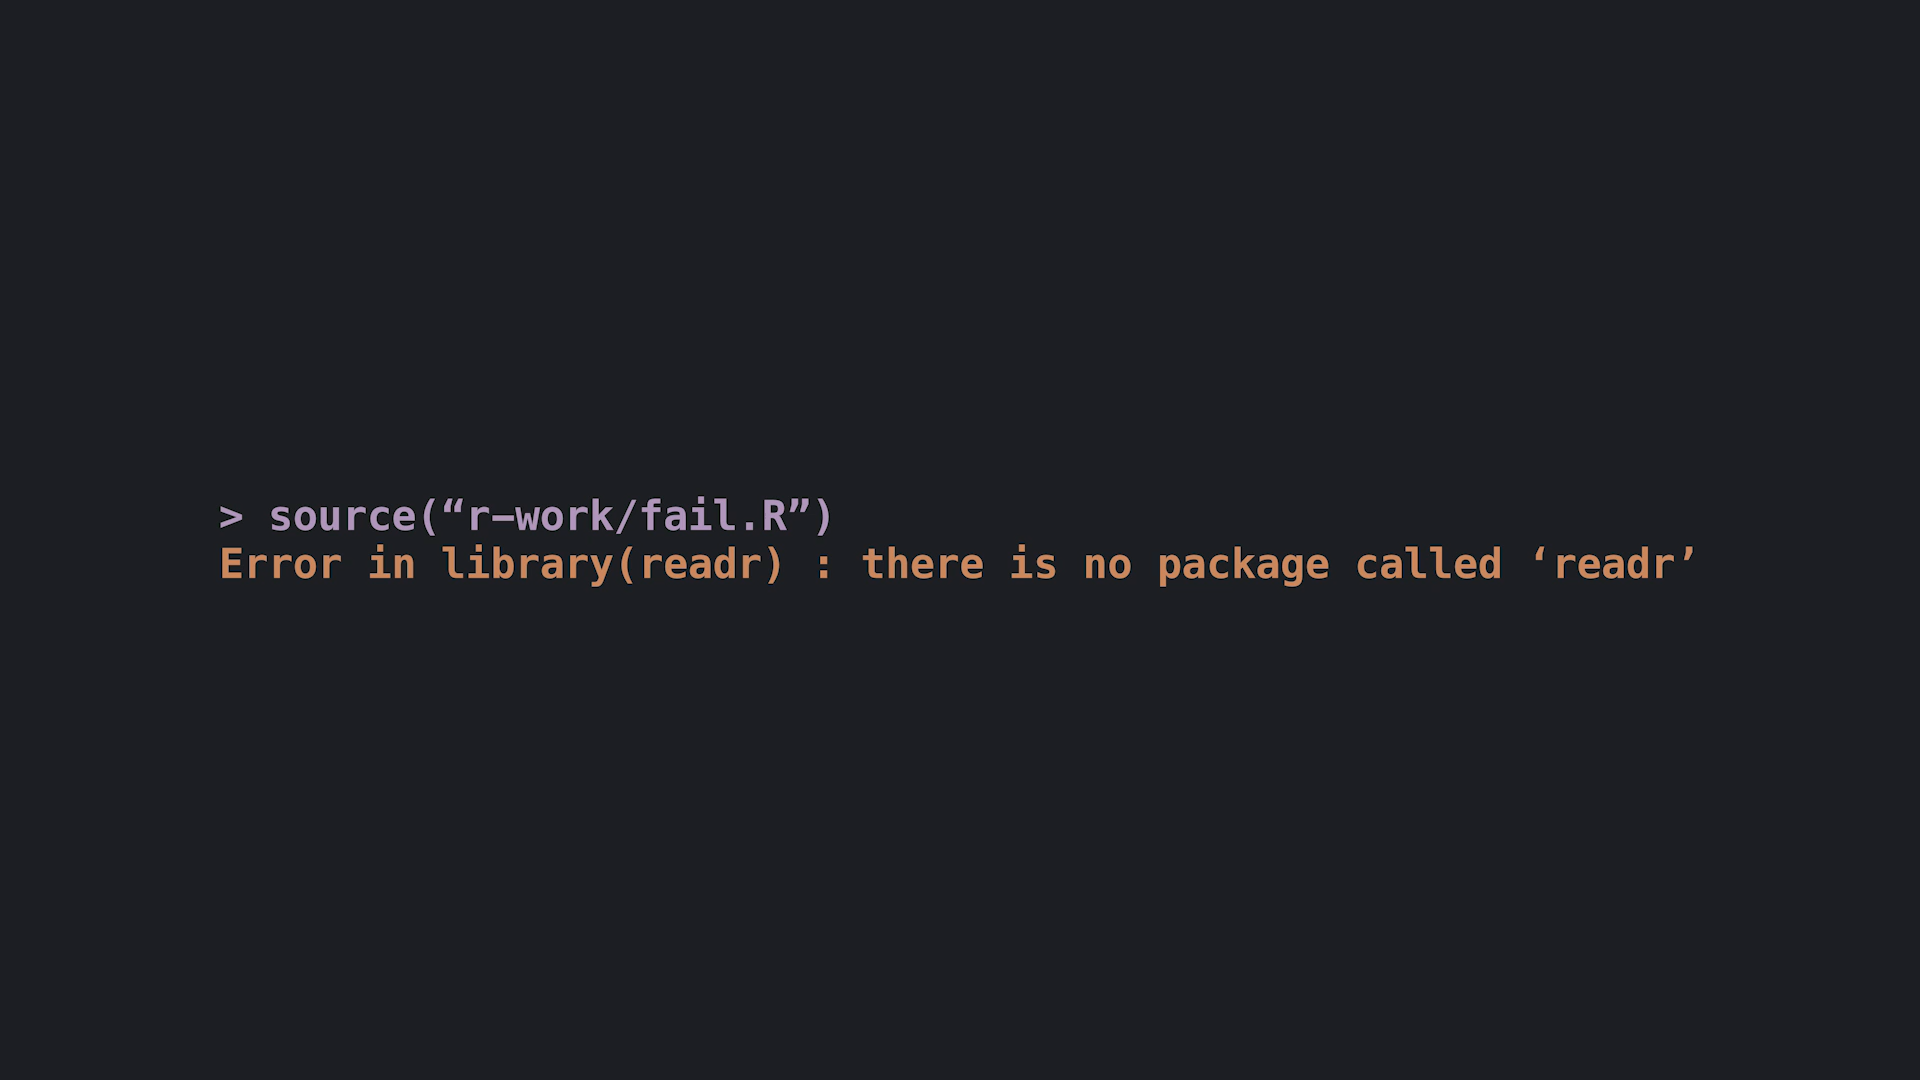 > source(“r–work/fail.R”)
Error in library(readr) : there is no package called ‘readr’